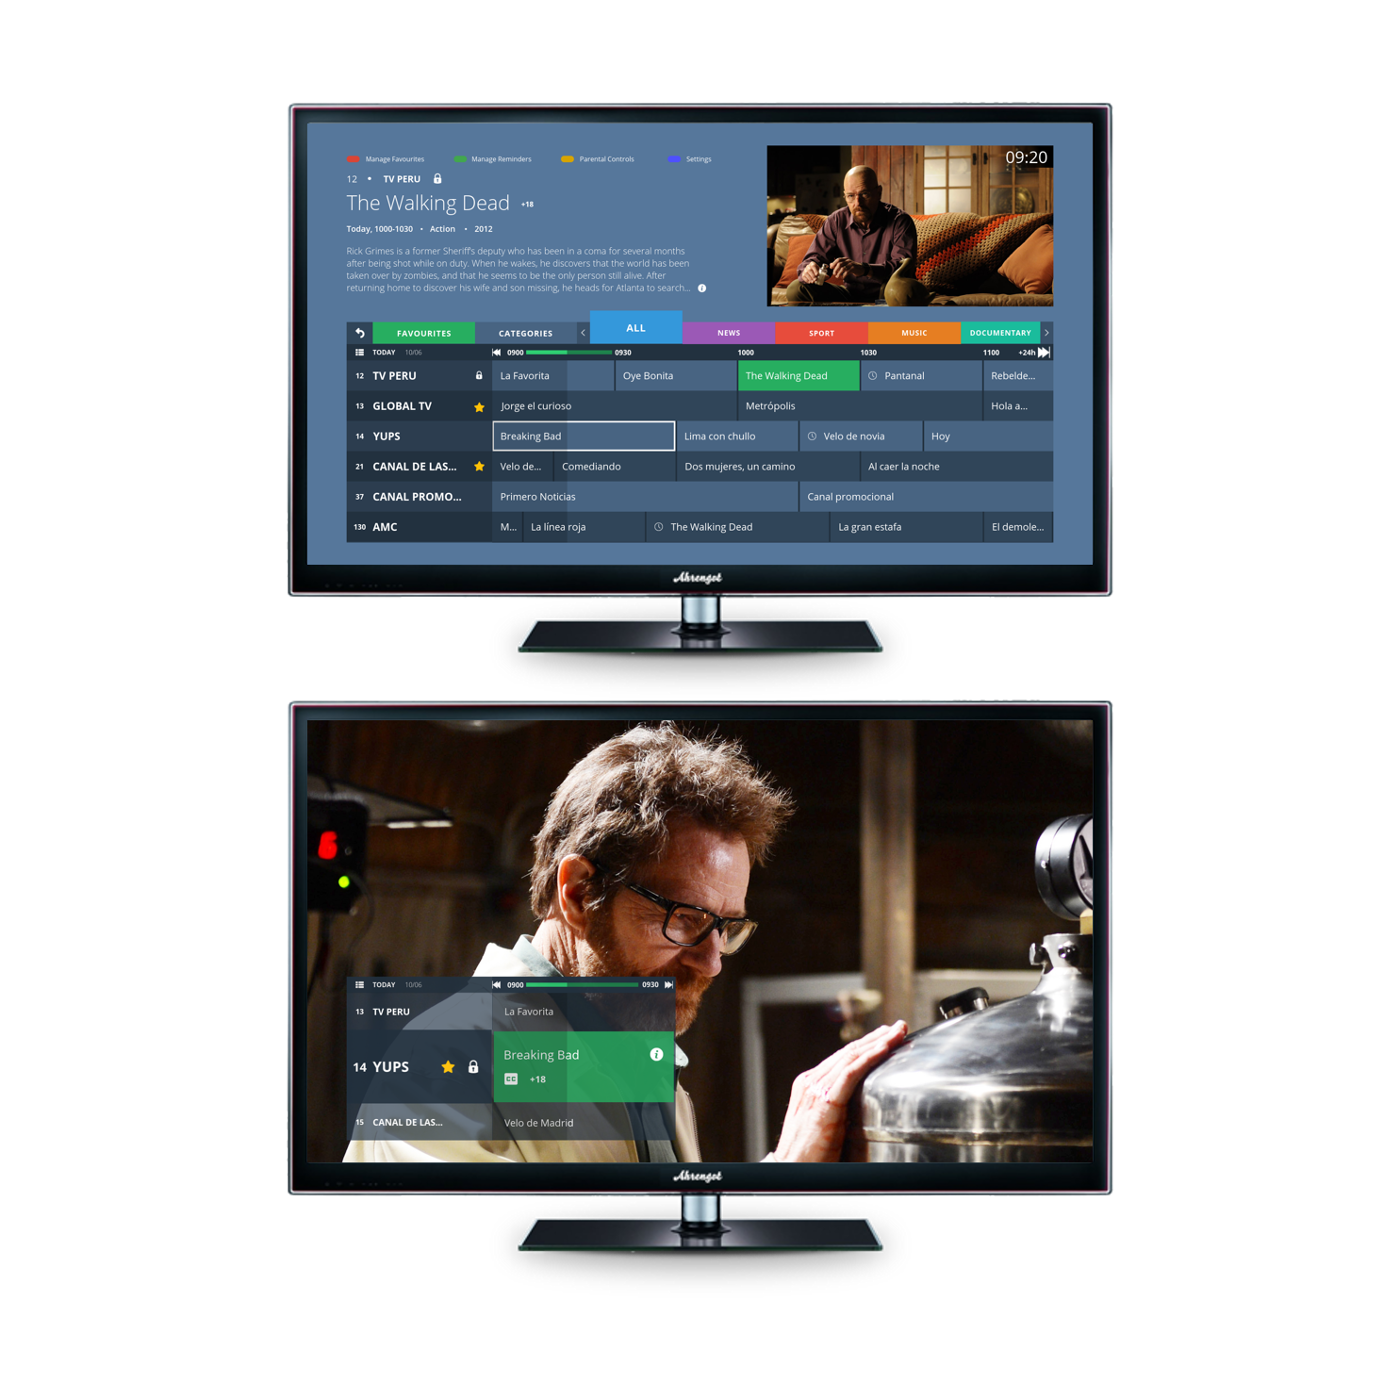 Manage Favourites Manage Reminders Parental Controls Settings
09:20
12 • TV PERU
The Walking Dead +18
Today, 1000-1030 • Action • 2012
Rick Grimes is a former Sheriff's deputy who has been in a coma for several months
after being shot while on duty. When he wakes, he discovers that the world has been
taken over by zombies, and that he seems to be the only person still alive. After
returning home to discover his wife and son missing, he heads for Atlanta to search...
FAVOURITES CATEGORIES ALL NEWS SPORT MUSIC DOCUMENTARY
TODAY 10/06 0900 0930 1000 1030 1100 +24h
12 TV PERU La Favorita Oye Bonita The Walking Dead Pantanal Rebelde...
13 GLOBAL TV Jorge el curioso Metrópolis Hola a...
14 YUPS Breaking Bad Lima con chullo Velo de novia Hoy
21 CANAL DE LAS... Velo de... Comediando Dos mujeres, un camino Al caer la noche
37 CANAL PROMO... Primero Noticias Canal promocional
130 AMC M... La línea roja The Walking Dead La gran estafa El demole...
Ahrengot
TODAY 10/06 0900 0930
13 TV PERU La Favorita
14 YUPS Breaking Bad
CC +18
15 CANAL DE LAS... Velo de Madrid
Ahrengot